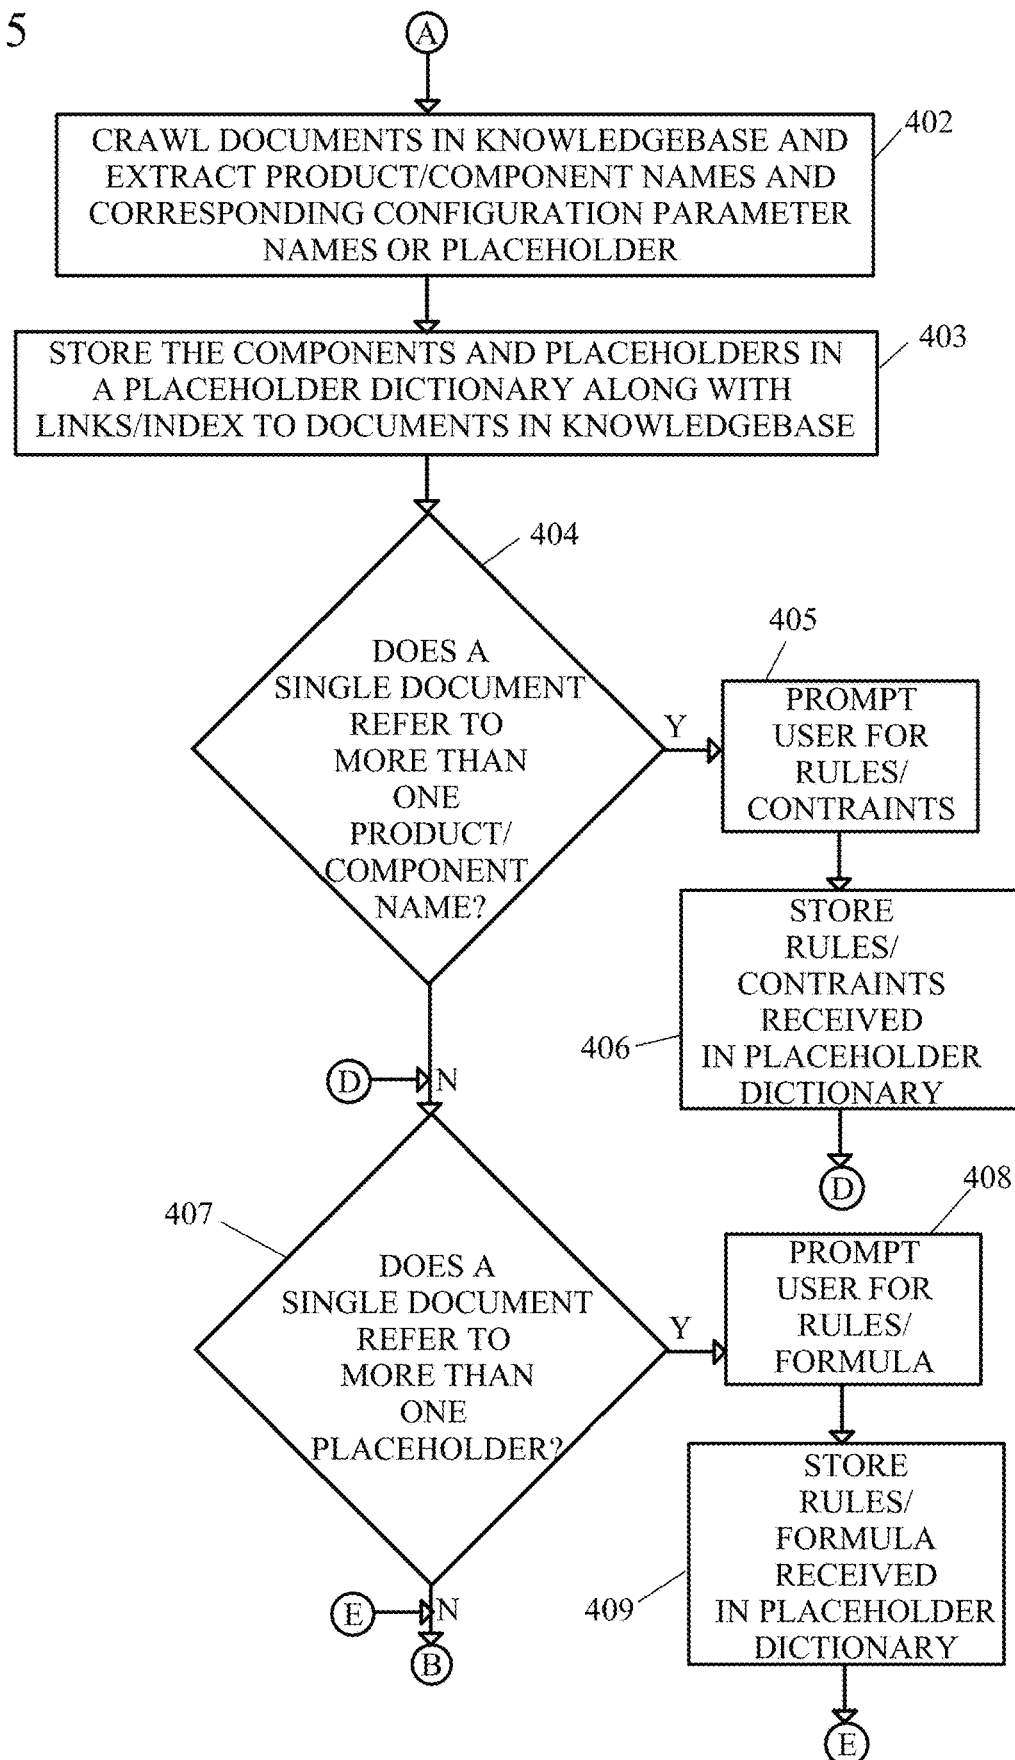 5
A
402
CRAWL DOCUMENTS IN KNOWLEDGEBASE AND
EXTRACT PRODUCT/COMPONENT NAMES AND
CORRESPONDING CONFIGURATION PARAMETER
NAMES OR PLACEHOLDER
403
STORE THE COMPONENTS AND PLACEHOLDERS IN
A PLACEHOLDER DICTIONARY ALONG WITH
LINKS/INDEX TO DOCUMENTS IN KNOWLEDGEBASE
404
DOES A
SINGLE DOCUMENT
REFER TO
MORE THAN
ONE
PRODUCT/
COMPONENT
NAME?
Y
405
PROMPT
USER FOR
RULES/
CONTRAINTS
STORE
RULES/
CONTRAINTS
RECEIVED
IN PLACEHOLDER
DICTIONARY
406
D
D
N
407
DOES A
SINGLE DOCUMENT
REFER TO
MORE THAN
ONE
PLACEHOLDER?
Y
408
PROMPT
USER FOR
RULES/
FORMULA
STORE
RULES/
FORMULA
RECEIVED
IN PLACEHOLDER
DICTIONARY
409
E
E
N
B